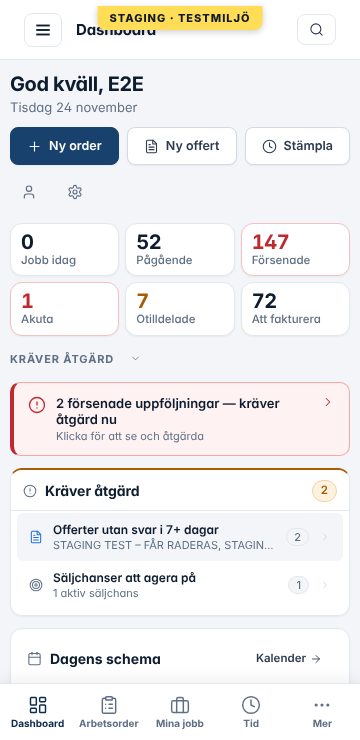 STAGING · TESTMILJÖ
Dashboard
God kväll, E2E
Tisdag 24 november
Ny order
Ny offert
Stämpla
0
Jobb idag
52
Pågående
147
Försenade
1
Akuta
7
Otilldelade
72
Att fakturera
KRÄVER ÅTGÄRD
2 försenade uppföljningar — kräver
åtgärd nu
Klicka för att se och åtgärda
Kräver åtgärd
2
Offerter utan svar i 7+ dagar
STAGING TEST – FÅR RADERAS, STAGIN...
2
Säljchanser att agera på
1 aktiv säljchans
1
Dagens schema
Kalender →
Dashboard
Arbetsorder
Mina jobb
Tid
Mer